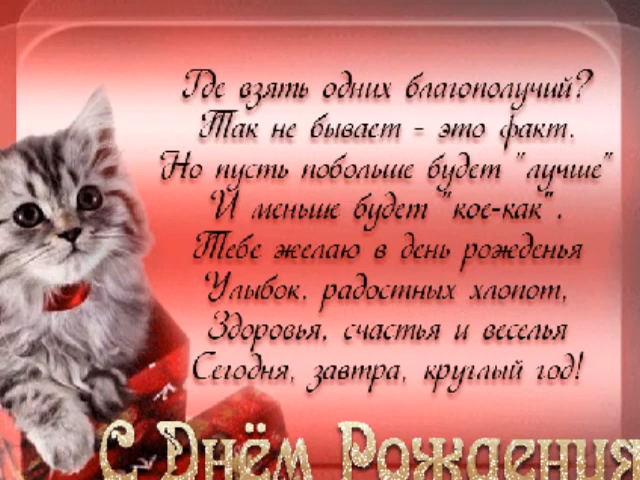 Где взять одних благополучий?
Так не бывает - это факт.
Но пусть побольше будет "лучше"
И меньше будет "кое-как".
Тебе желаю в день рожденья
Улыбок, радостных хлопот,
Здоровья, счастья и веселья
Сегодня, завтра, круглый год!
С Днём Рождения